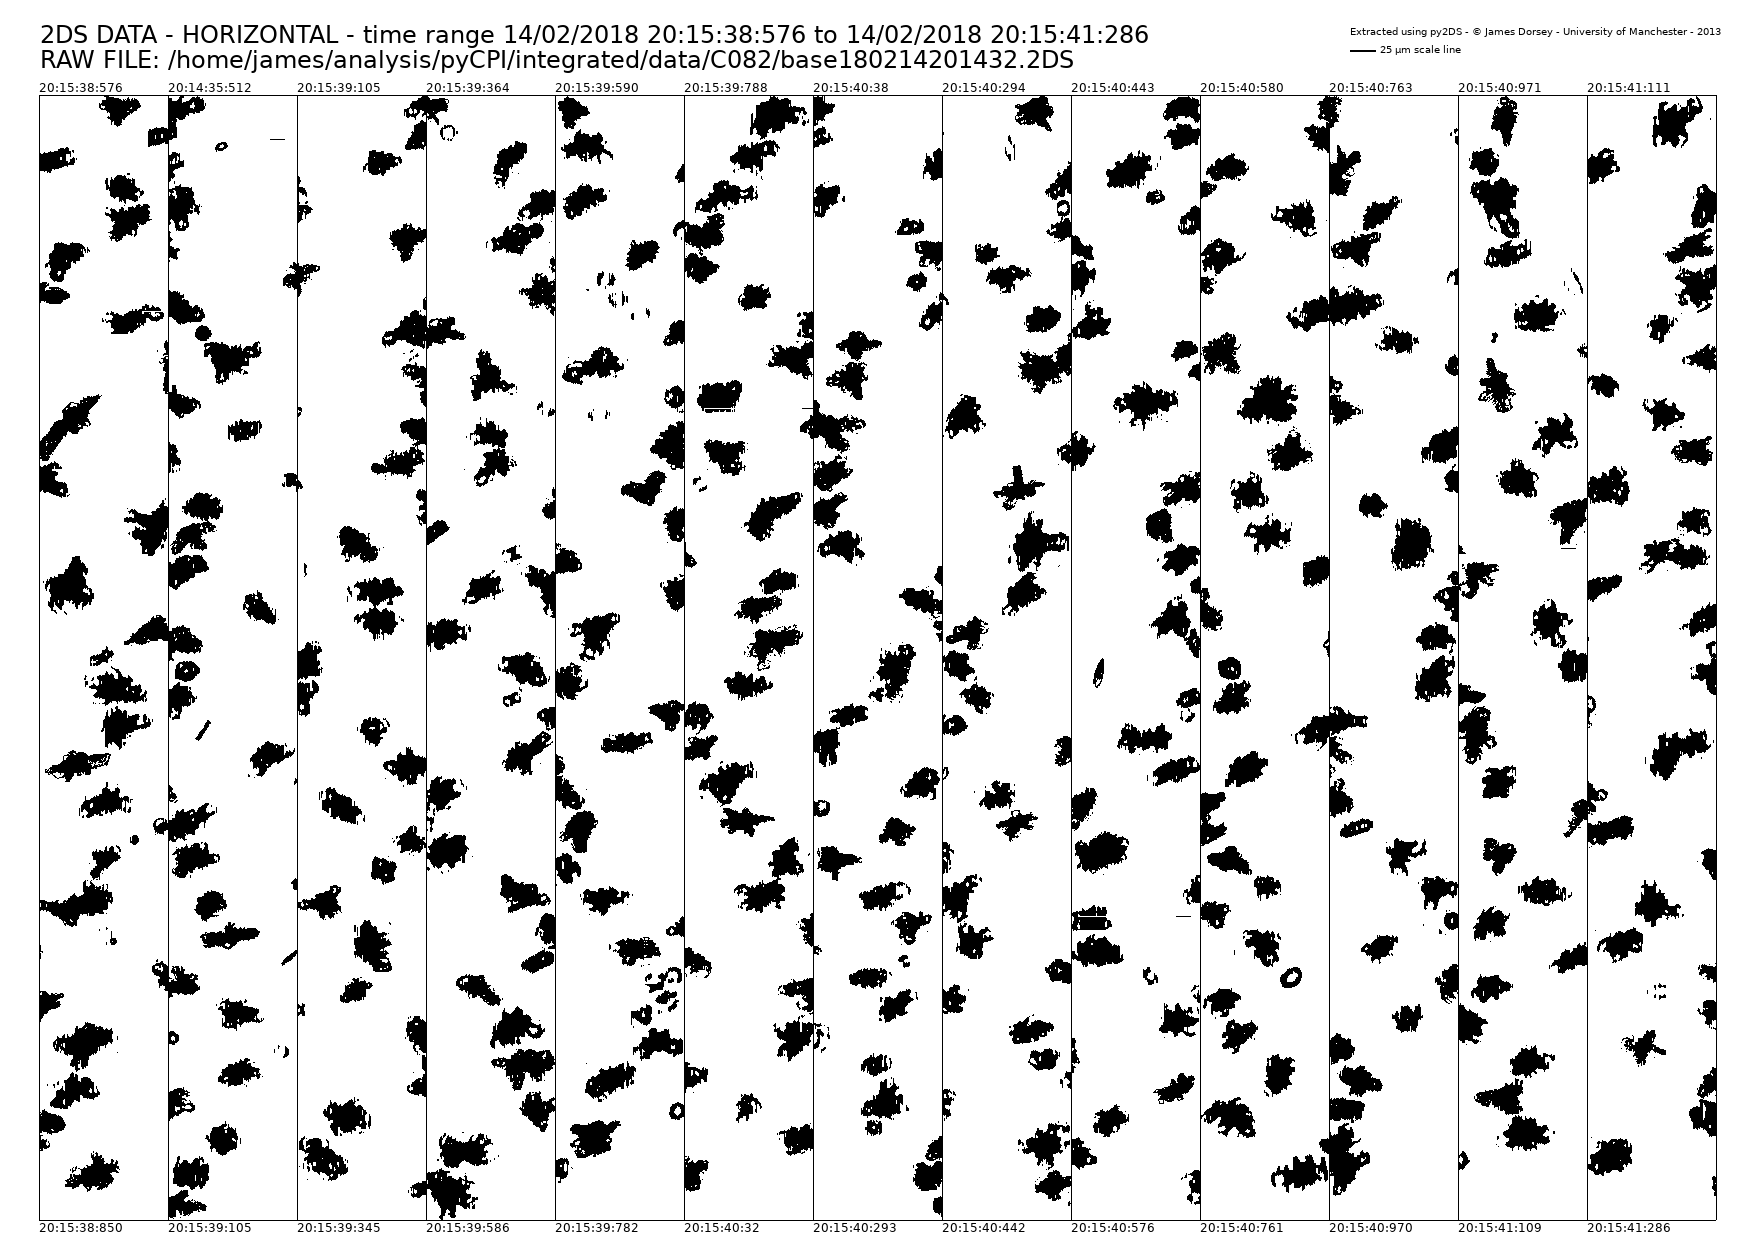 2DS DATA - HORIZONTAL - time range 14/02/2018 20:15:38:576 to 14/02/2018 20:15:41:286
RAW FILE: /home/james/analysis/pyCPI/integrated/data/C082/base180214201432.2DS
Extracted using py2DS - © James Dorsey - University of Manchester - 2013
25 µm scale line
20:15:38:576 20:14:35:512 20:15:39:105 20:15:39:364 20:15:39:590 20:15:39:788 20:15:40:38 20:15:40:294 20:15:40:443 20:15:40:580 20:15:40:763 20:15:40:971 20:15:41:111
20:15:38:850 20:15:39:105 20:15:39:345 20:15:39:586 20:15:39:782 20:15:40:32 20:15:40:293 20:15:40:442 20:15:40:576 20:15:40:761 20:15:40:970 20:15:41:109 20:15:41:286